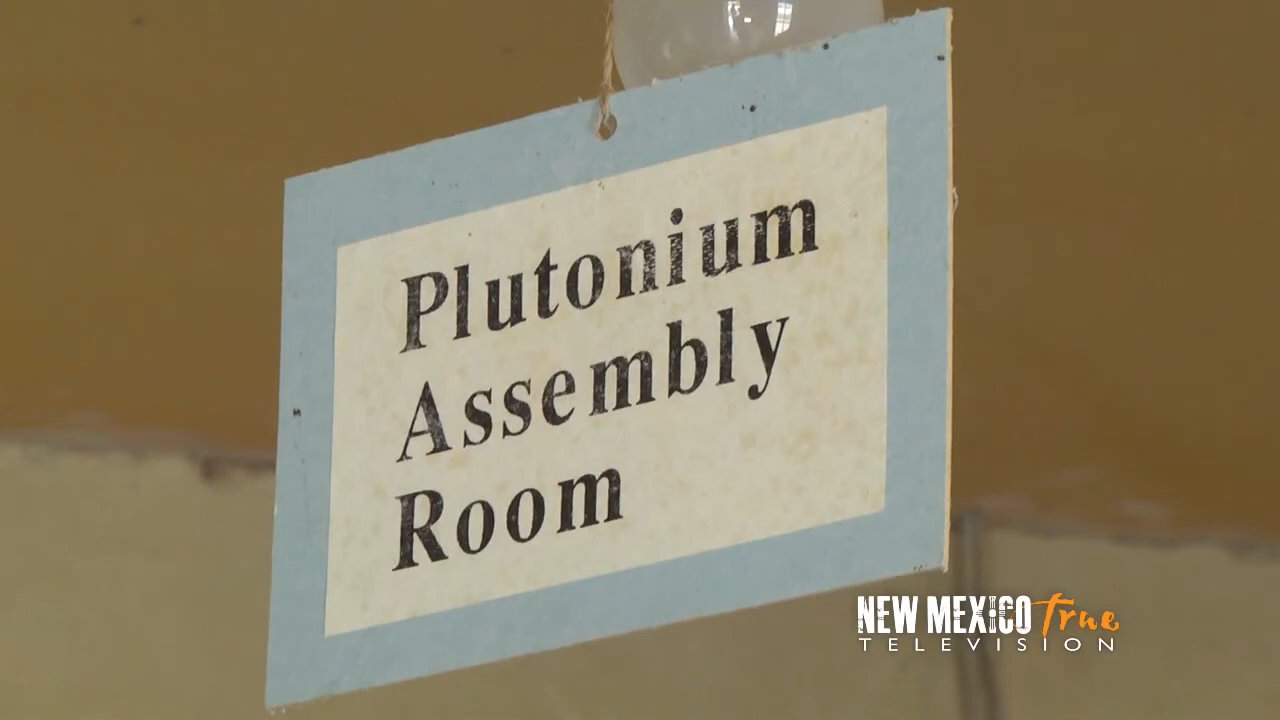 Plutonium
Assembly
Room
NEW MEXICO True
TELEVISION